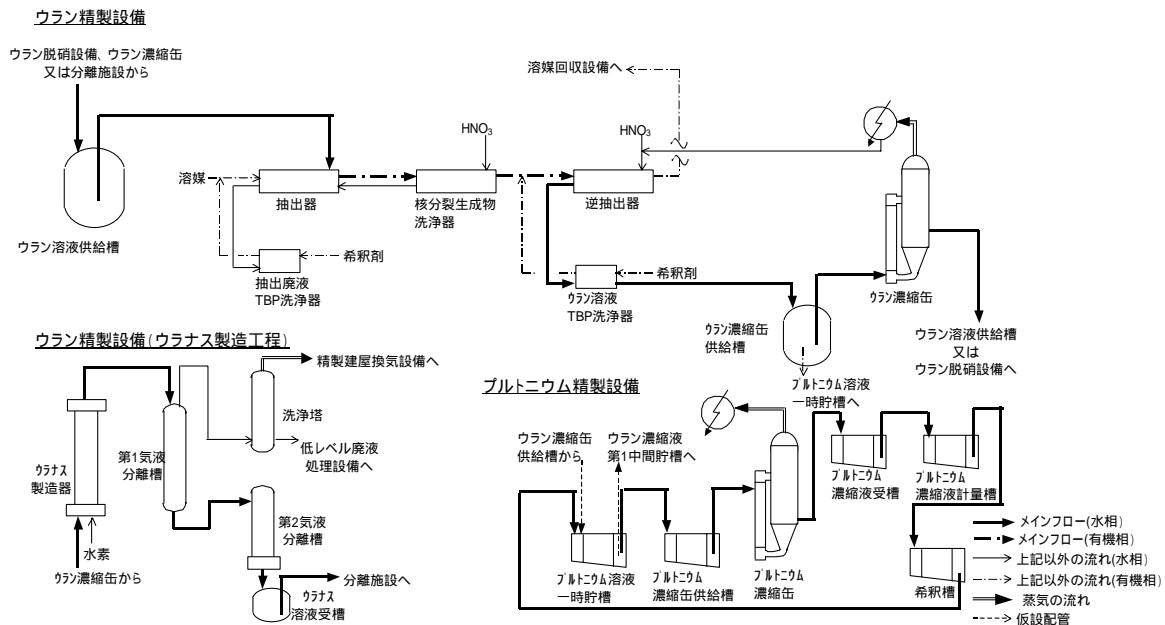 ウラン精製設備
ウラン脱硝設備、ウラン濃縮缶
又は分離施設から
ウラン溶液供給槽
溶媒
抽出器
HNO₃
核分裂生成物
洗浄器
溶媒回収設備へ
HNO₃
逆抽出器
希釈剤
抽出廃液
TBP洗浄器
希釈剤
ウラン溶液
TBP洗浄器
ウラン濃縮缶
供給槽
プルトニウム溶液
一時貯槽へ
ウラン濃縮缶
ウラン溶液供給槽
又は
ウラン脱硝設備へ
ウラン精製設備(ウラナス製造工程)
精製建屋換気設備へ
洗浄塔
低レベル廃液
処理設備へ
ウラナス
製造器
第1気液
分離槽
水素
ウラン濃縮缶から
第2気液
分離槽
分離施設へ
ウラナス
溶液受槽
プルトニウム精製設備
ウラン濃縮缶
供給槽から
ウラン濃縮液
第1中間貯槽へ
プルトニウム溶液
一時貯槽
プルトニウム
濃縮缶供給槽
プルトニウム
濃縮缶
プルトニウム
濃縮液受槽
プルトニウム
濃縮液計量槽
希釈槽
メインフロー(水相)
メインフロー(有機相)
上記以外の流れ(水相)
上記以外の流れ(有機相)
蒸気の流れ
仮設配管